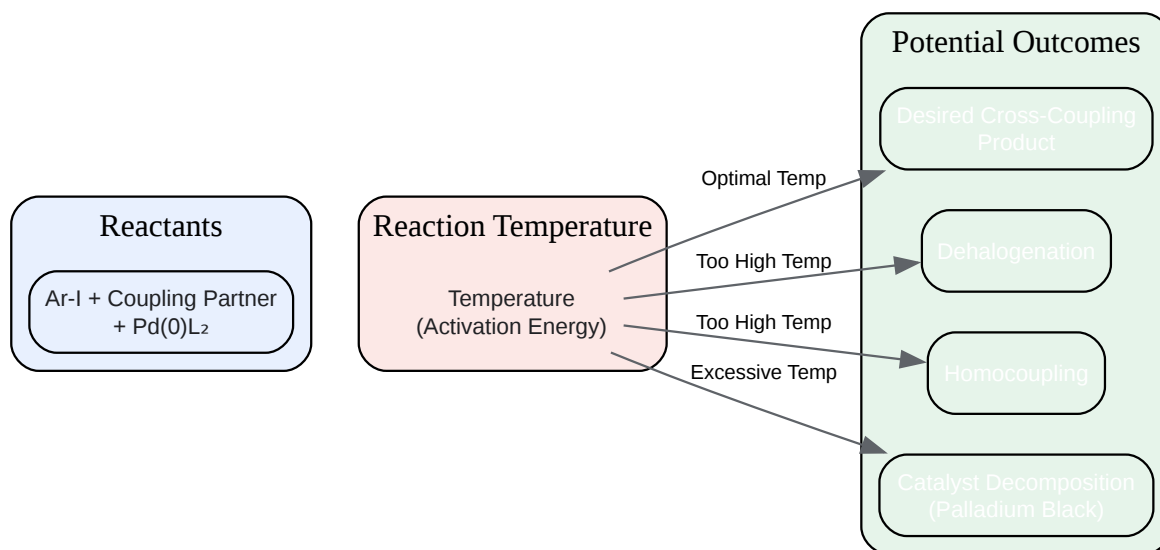 Reactants
Ar-I + Coupling Partner
+ Pd(0)L₂
Reaction Temperature
Temperature
(Activation Energy)
Optimal Temp
Too High Temp
Too High Temp
Excessive Temp
Potential Outcomes
Desired Cross-Coupling
Product
Dehalogenation
Homocoupling
Catalyst Decomposition
(Palladium Black)